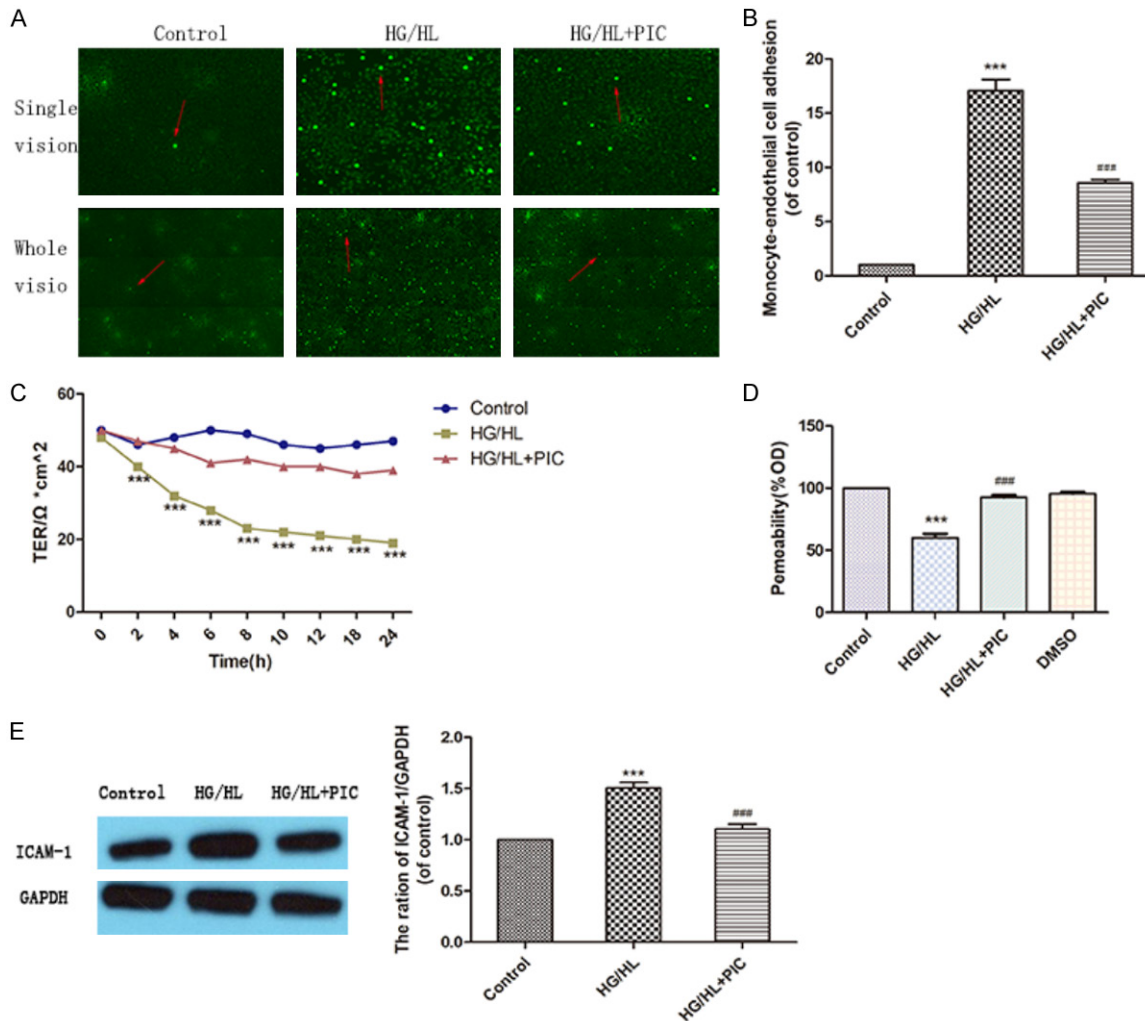 A
Control HG/HL HG/HL+PIC
Single
vision
Whole
visio
B
Monocyte-endothelial cell adhesion
(of control)
20
15
10
5
0
***
###
Control
HG/HL
HG/HL+PIC
C
TER/Ω *cm^2
60
40
20
0
*** *** *** *** *** *** *** ***
0 2 4 6 8 10 12 18 24
Time(h)
Control
HG/HL
HG/HL+PIC
D
Pemeability(%OD)
150
100
50
0
***
###
Control
HG/HL
HG/HL+PIC
DMSO
E
Control HG/HL HG/HL+PIC
ICAM-1
GAPDH
The ration of ICAM-1/GAPDH
(of control)
2.0
1.5
1.0
0.5
0.0
***
###
Control
HG/HL
HG/HL+PIC